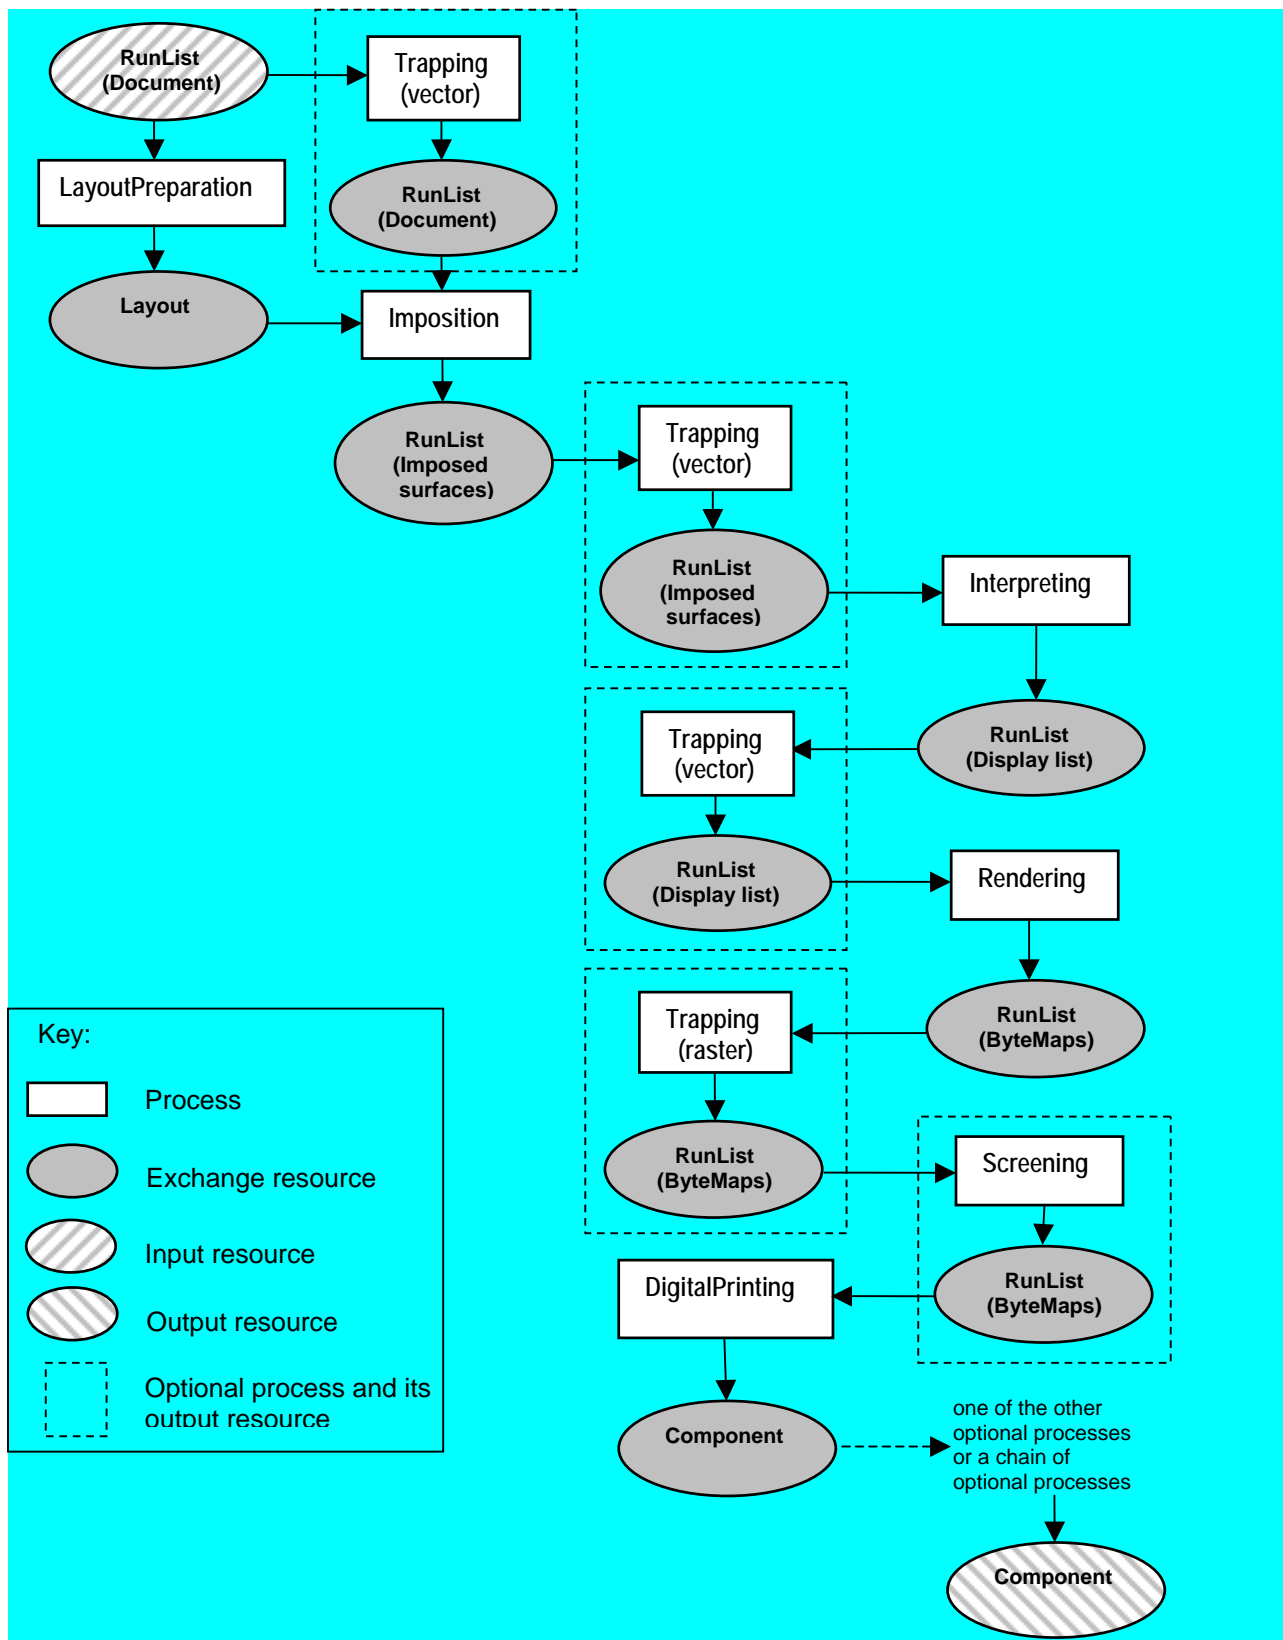 RunList
(Document)
Trapping
(vector)
LayoutPreparation
RunList
(Document)
Layout
Imposition
RunList
(Imposed
surfaces)
Trapping
(vector)
RunList
(Imposed
surfaces)
Interpreting
RunList
(Display list)
Trapping
(vector)
RunList
(Display list)
Rendering
RunList
(ByteMaps)
Trapping
(raster)
RunList
(ByteMaps)
Screening
RunList
(ByteMaps)
DigitalPrinting
Component
one of the other
optional processes
or a chain of
optional processes
Component
Key:
Process
Exchange resource
Input resource
Output resource
Optional process and its
output resource